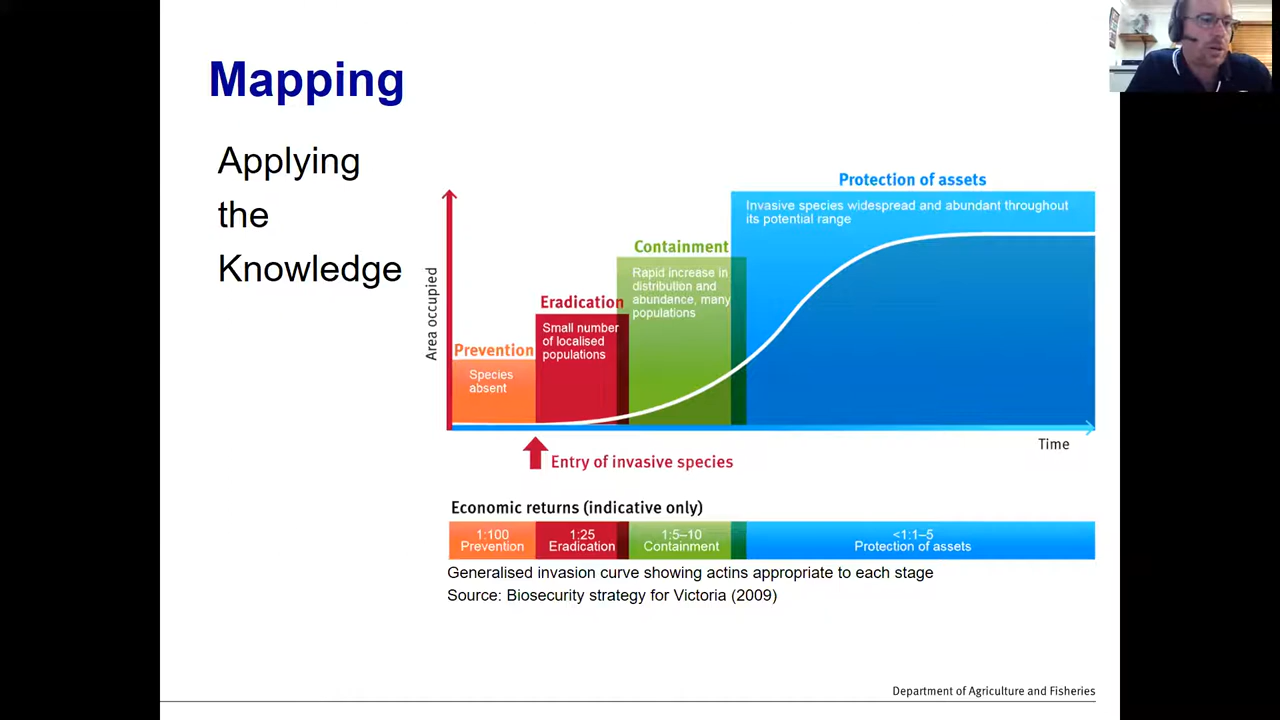 Mapping
Applying
the
Knowledge
Protection of assets
Invasive species widespread and abundant throughout
its potential range
Containment
Rapid increase in
distribution and
abundance, many
populations
Eradication
Small number
of localised
populations
Prevention
Species
absent
Area occupied
Time
Entry of invasive species
Economic returns (indicative only)
1:100
Prevention
1:25
Eradication
1:5–10
Containment
<1:1–5
Protection of assets
Generalised invasion curve showing actins appropriate to each stage
Source: Biosecurity strategy for Victoria (2009)
Department of Agriculture and Fisheries